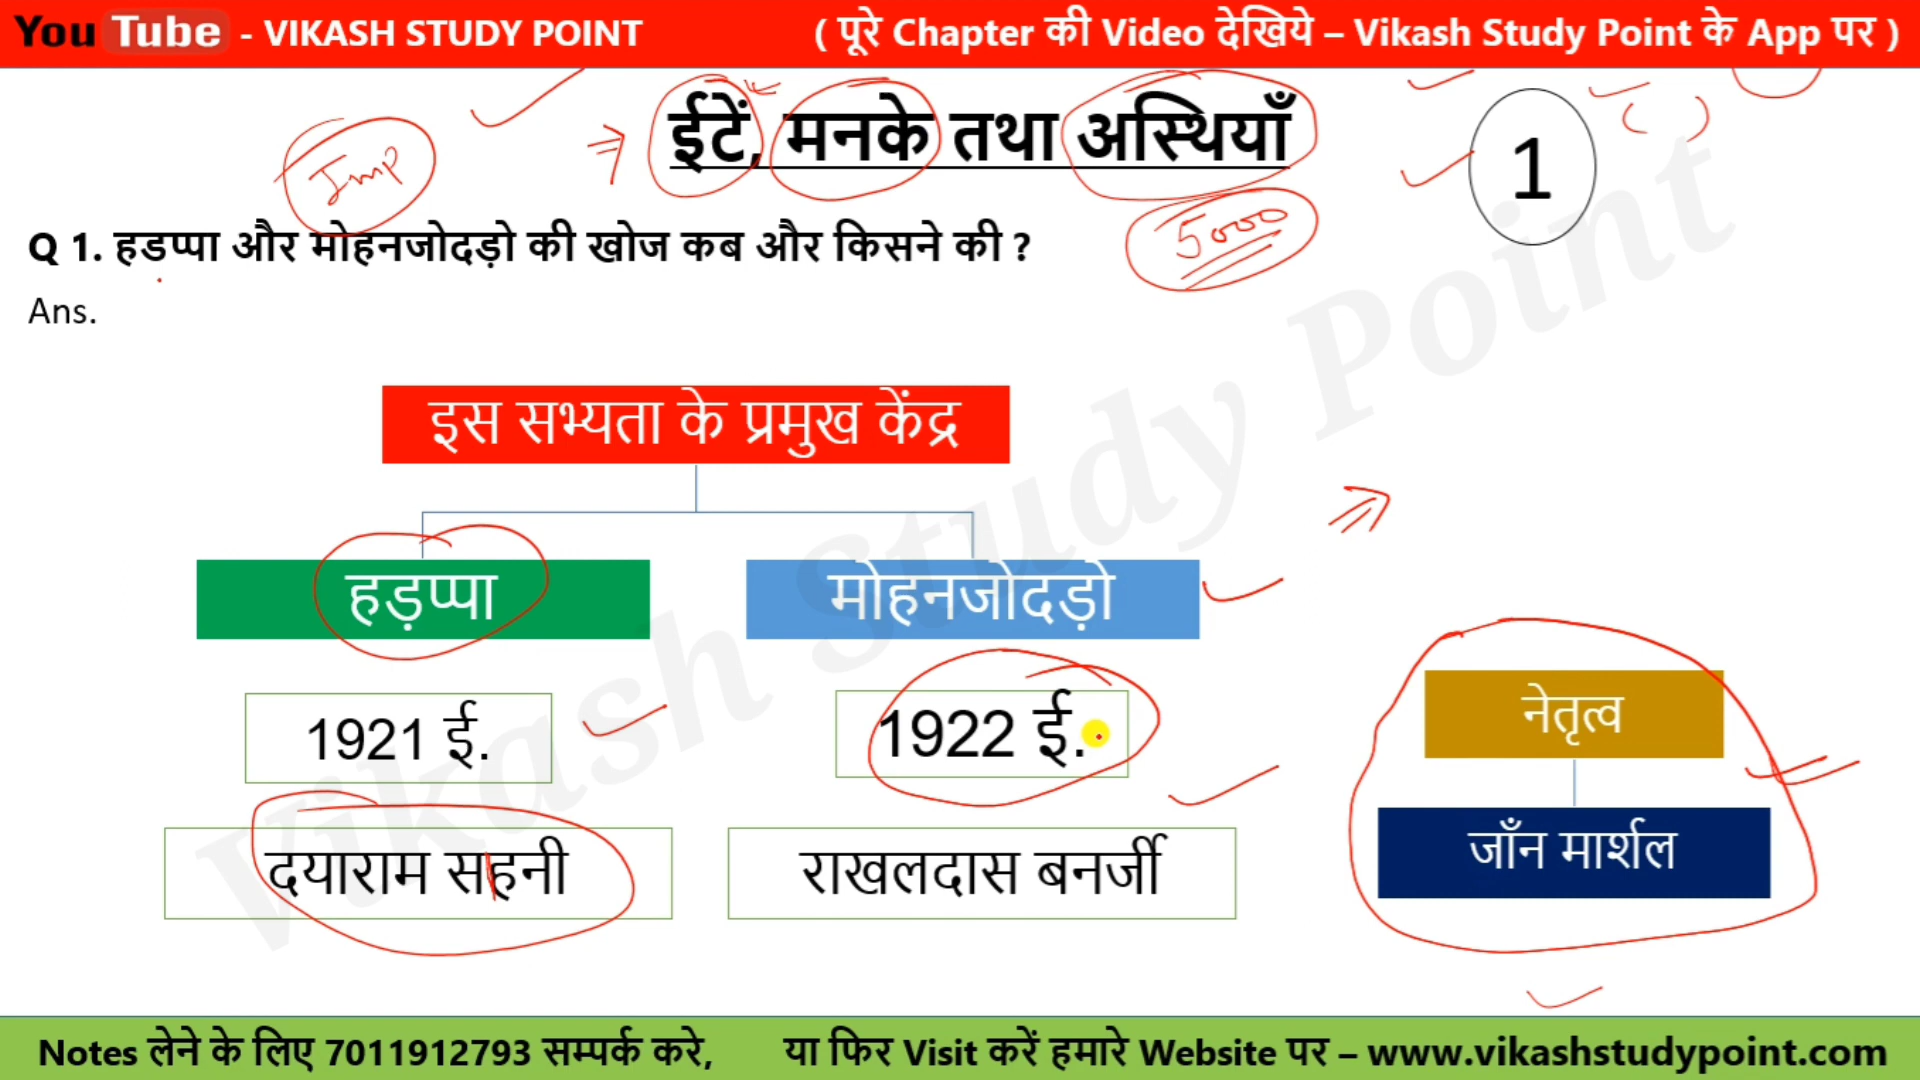 You Tube - VIKASH STUDY POINT ( पूरे Chapter की Video देखिये – Vikash Study Point के App पर )
ईटें, मनके तथा अस्थियाँ
1
Imp
5000
Q 1. हडप्पा और मोहनजोदड़ो की खोज कब और किसने की ?
Ans.
इस सभ्यता के प्रमुख केंद्र
हड़प्पा मोहनजोदड़ो
1921 ई. 1922 ई. नेतृत्व
दयाराम सहनी राखलदास बनर्जी जाँन मार्शल
Vikash Study Point
Notes लेने के लिए 7011912793 सम्पर्क करे, या फिर Visit करें हमारे Website पर – www.vikashstudypoint.com